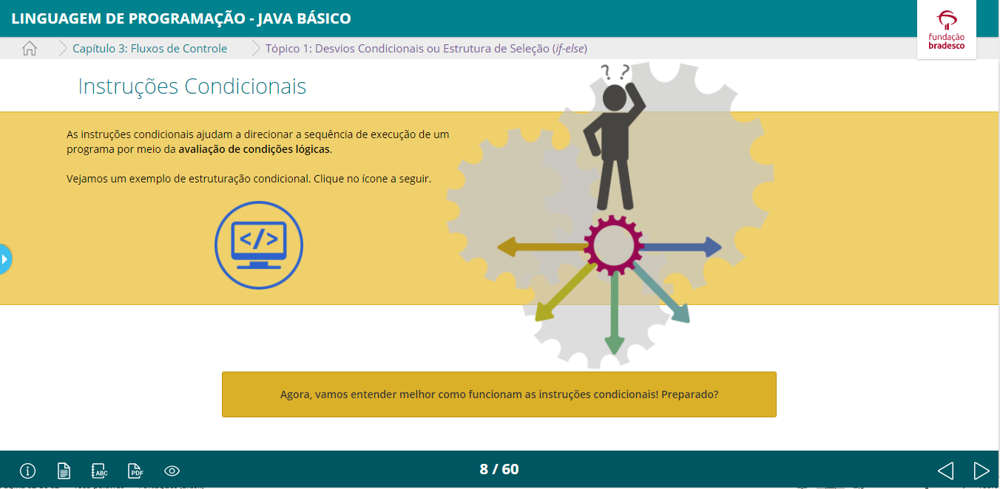 LINGUAGEM DE PROGRAMAÇÃO - JAVA BÁSICO
fundação
bradesco
Capítulo 3: Fluxos de Controle
Tópico 1: Desvios Condicionais ou Estrutura de Seleção (if-else)
Instruções Condicionais
? ?
As instruções condicionais ajudam a direcionar a sequência de execução de um
programa por meio da avaliação de condições lógicas.
Vejamos um exemplo de estruturação condicional. Clique no ícone a seguir.
</>
Agora, vamos entender melhor como funcionam as instruções condicionais! Preparado?
ABC
PDF
8 / 60